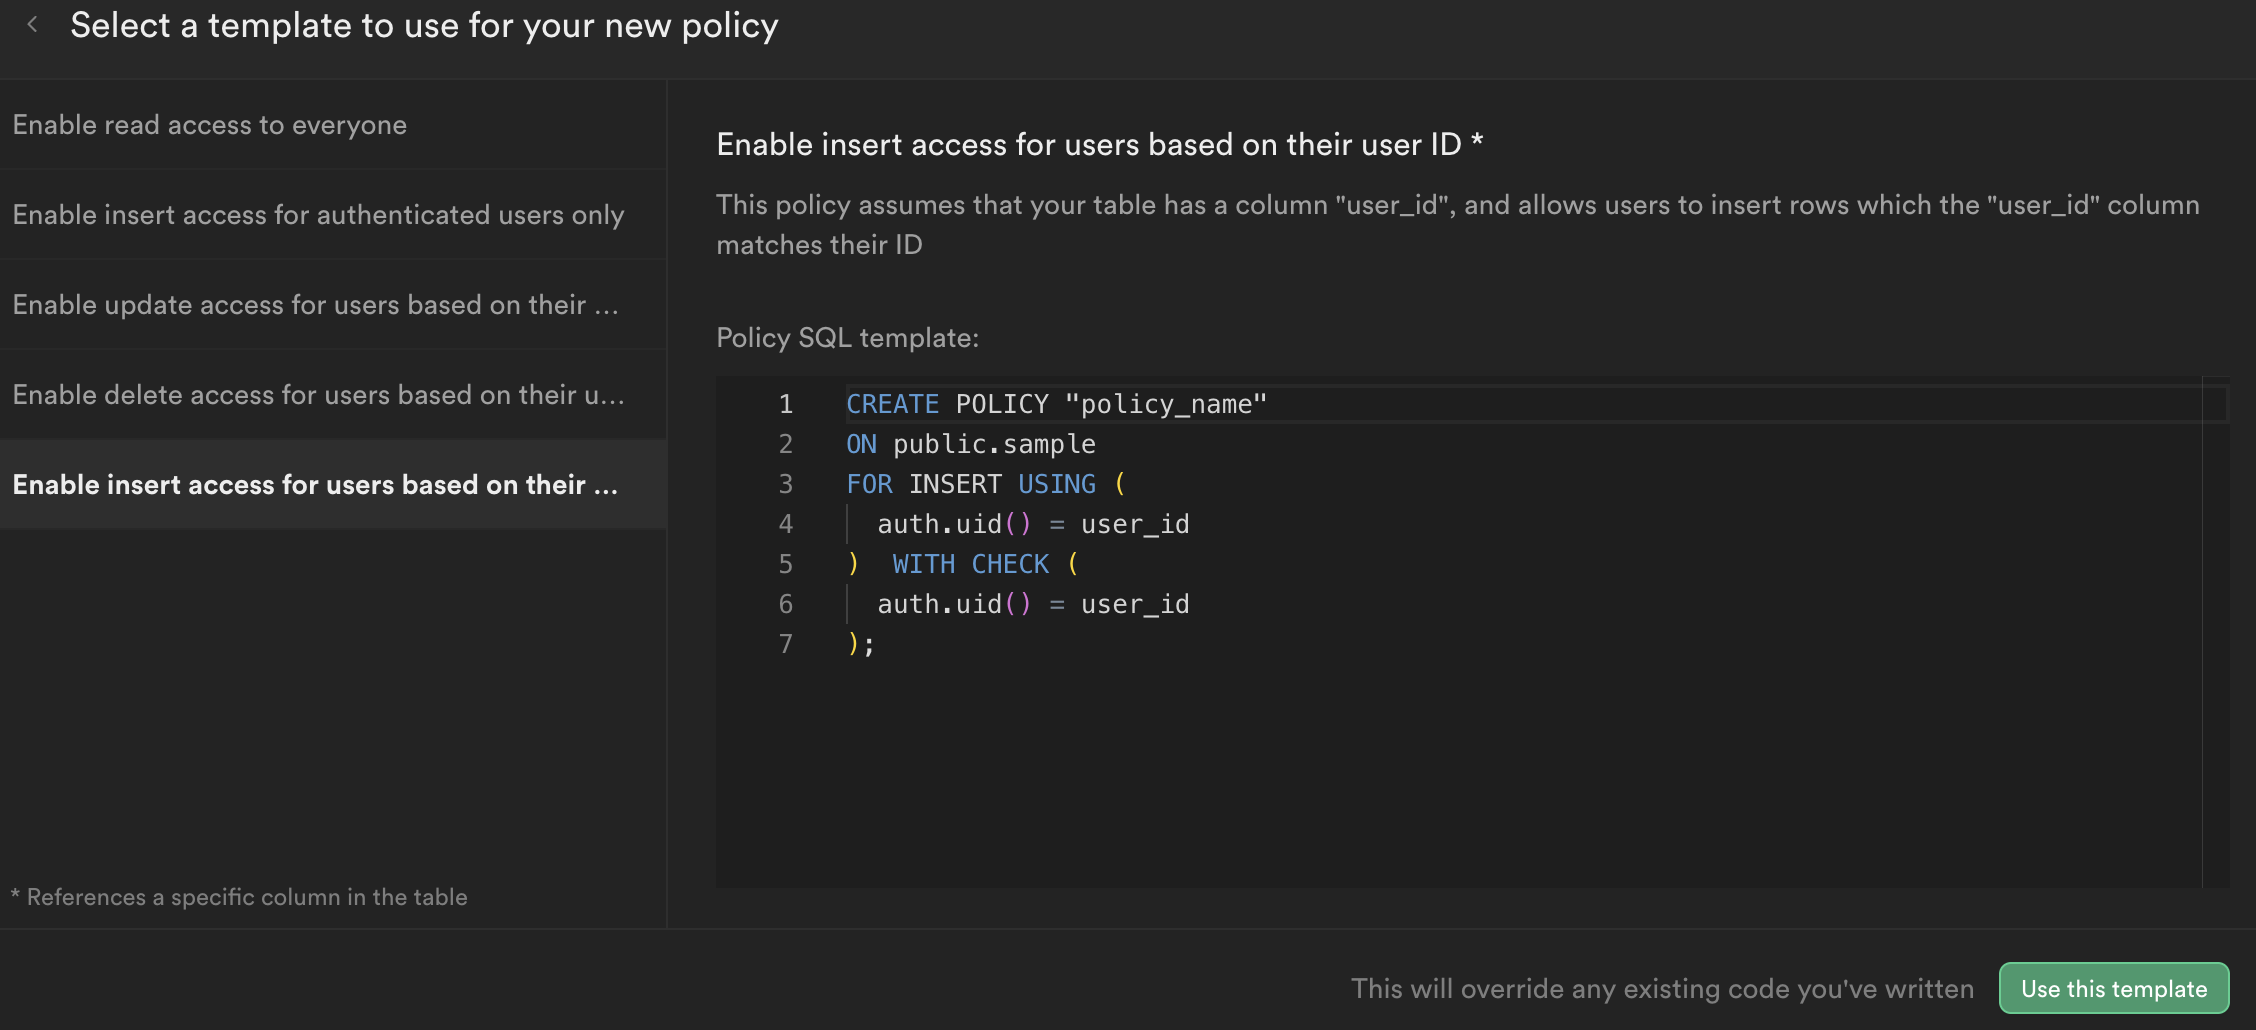 Select a template to use for your new policy
Enable read access to everyone
Enable insert access for authenticated users only
Enable update access for users based on their ...
Enable delete access for users based on their u...
Enable insert access for users based on their ...
* References a specific column in the table
Enable insert access for users based on their user ID *
This policy assumes that your table has a column "user_id", and allows users to insert rows which the "user_id" column
matches their ID
Policy SQL template:
1 CREATE POLICY "policy_name"
2 ON public.sample
3 FOR INSERT USING (
4 auth.uid() = user_id
5 ) WITH CHECK (
6 auth.uid() = user_id
7 );
This will override any existing code you've written
Use this template